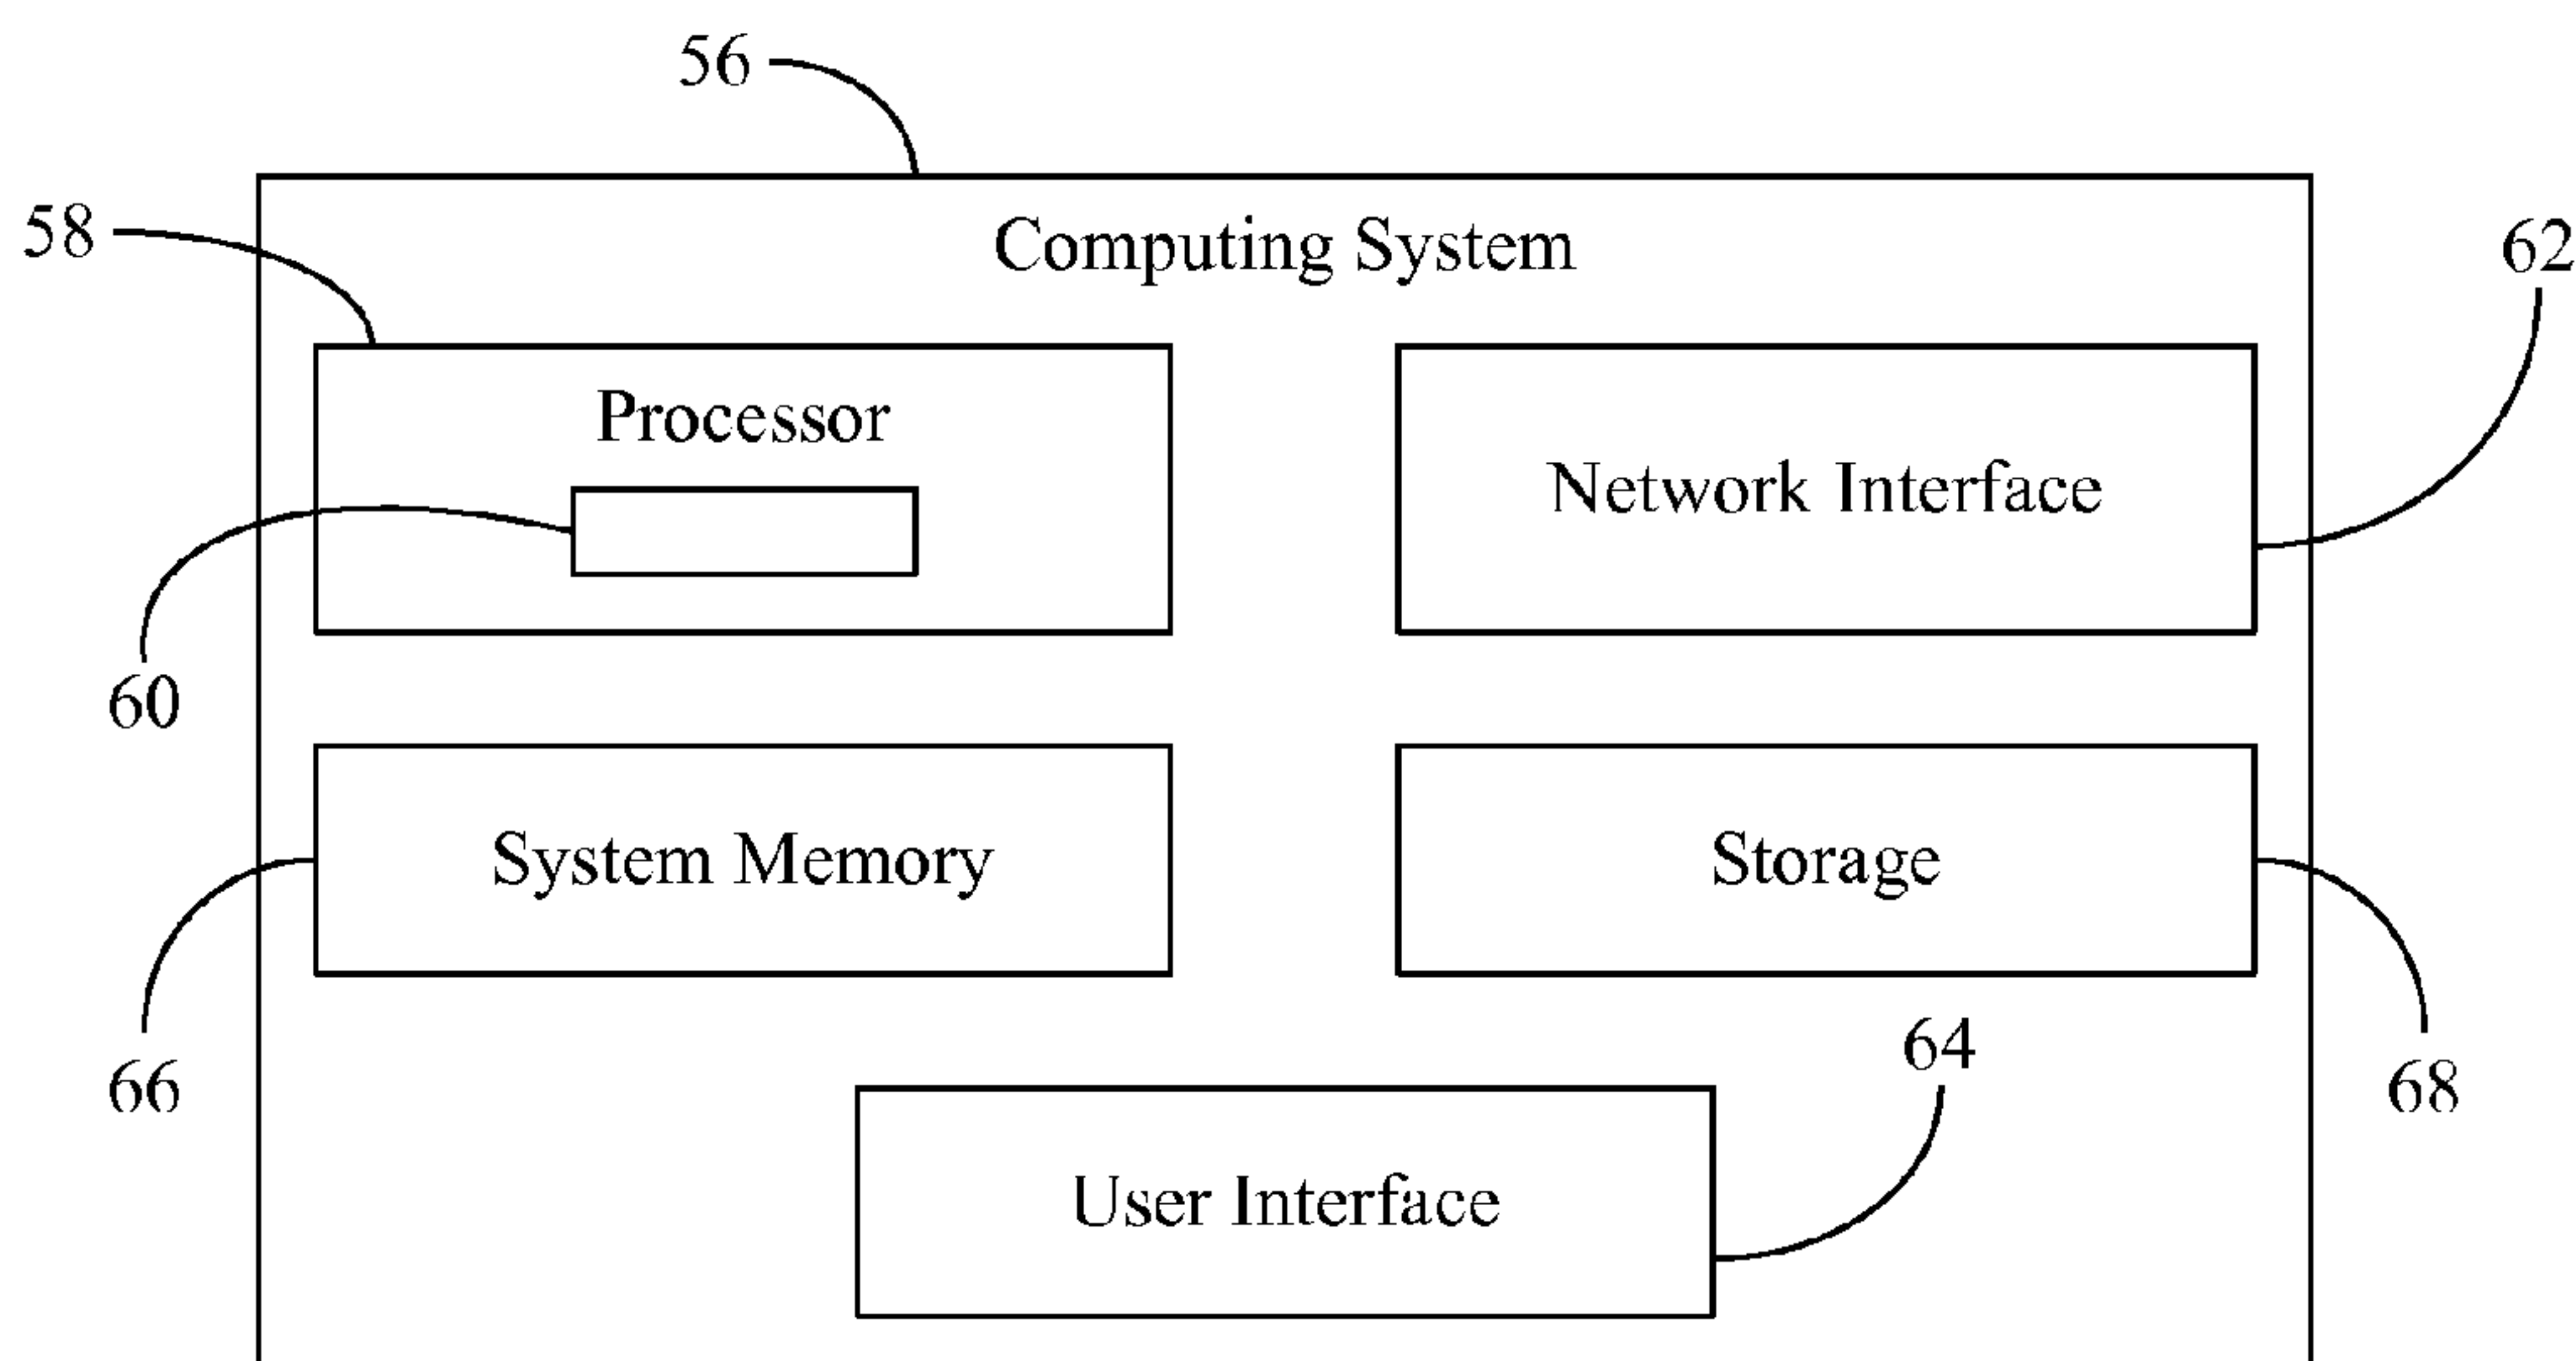 56
58
Computing System
62
Processor
Network Interface
60
System Memory
Storage
64
66
68
User Interface